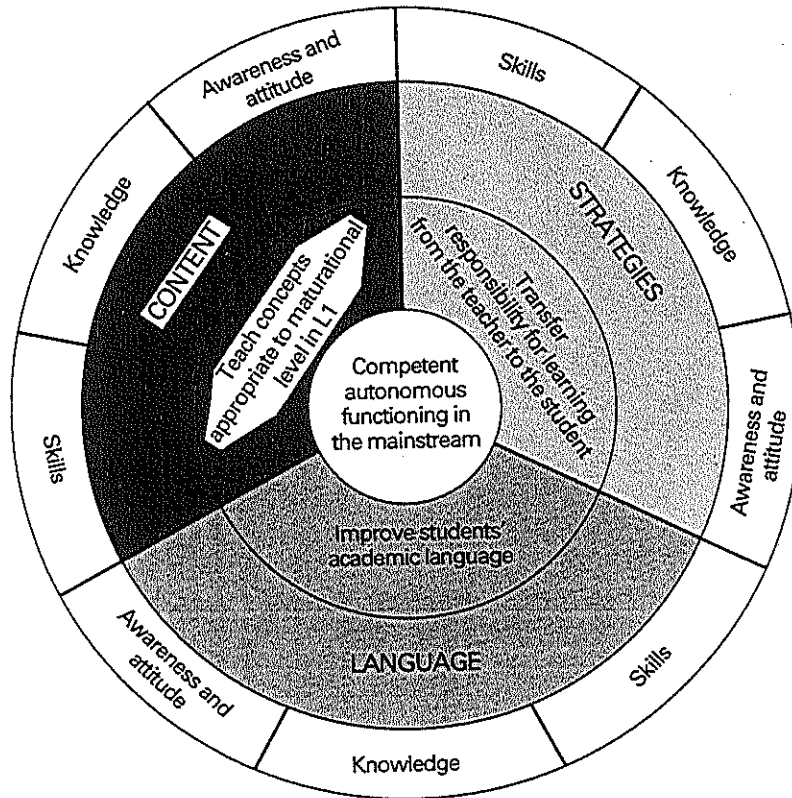 Awareness and
attitude
Skills
Knowledge
Knowledge
CONTENT
STRATEGIES
Teach concepts
appropriate to maturational
level in L1
Transfer
responsibility for learning
from the teacher to the student
Competent
autonomous
functioning in
the mainstream
Skills
Awareness and
attitude
Improve students'
academic language
LANGUAGE
Awareness and
attitude
Knowledge
Skills